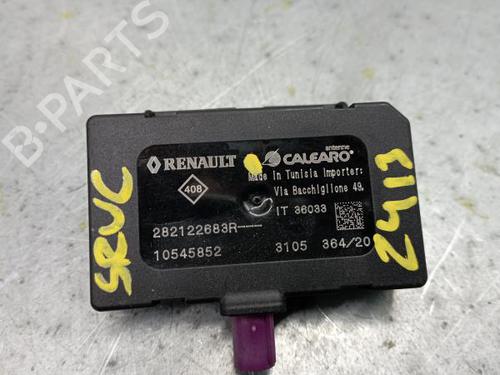 RENAULT
antenne
CALEARO
408
Made in Tunisia Importer:
Via Bacchiglione 49,
IT 36033
282122683R
10545852
3105 364/20
2413
B-PARTS